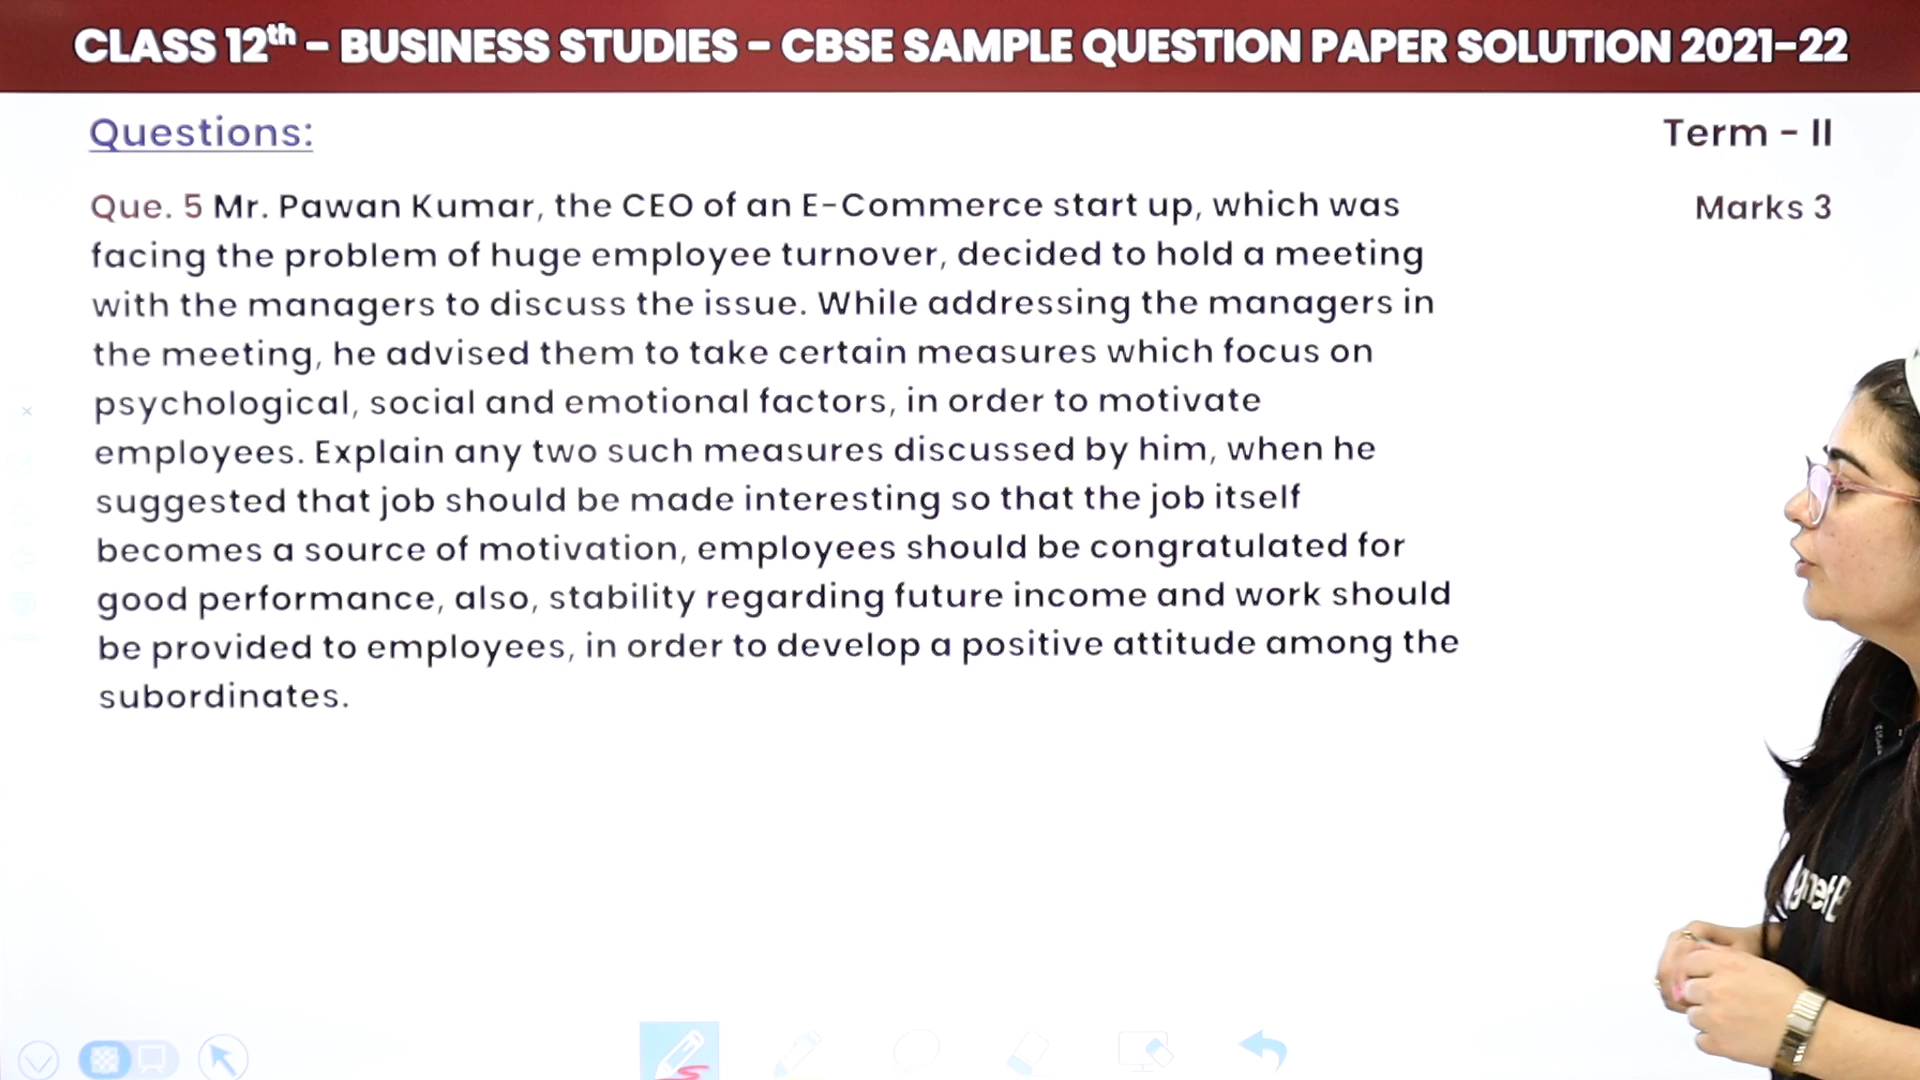 CLASS 12th – BUSINESS STUDIES – CBSE SAMPLE QUESTION PAPER SOLUTION 2021–22
Questions:
Term – II
Que. 5 Mr. Pawan Kumar, the CEO of an E-Commerce start up, which was
Marks 3
facing the problem of huge employee turnover, decided to hold a meeting
with the managers to discuss the issue. While addressing the managers in
the meeting, he advised them to take certain measures which focus on
psychological, social and emotional factors, in order to motivate
employees. Explain any two such measures discussed by him, when he
suggested that job should be made interesting so that the job itself
becomes a source of motivation, employees should be congratulated for
good performance, also, stability regarding future income and work should
be provided to employees, in order to develop a positive attitude among the
subordinates.